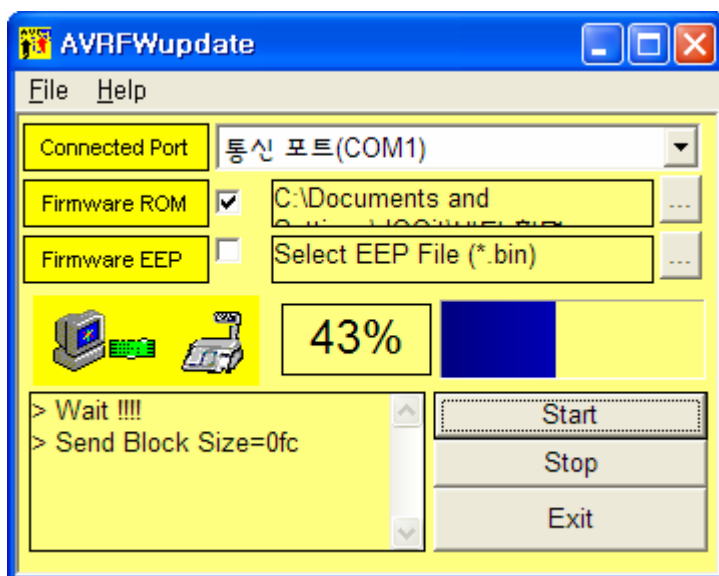 AVRFWupdate
File Help
Connected Port 통신 포트(COM1)
Firmware ROM C:\Documents and
Firmware EEP Select EEP File (*.bin)
43%
> Wait !!!!
> Send Block Size=0fc
Start
Stop
Exit